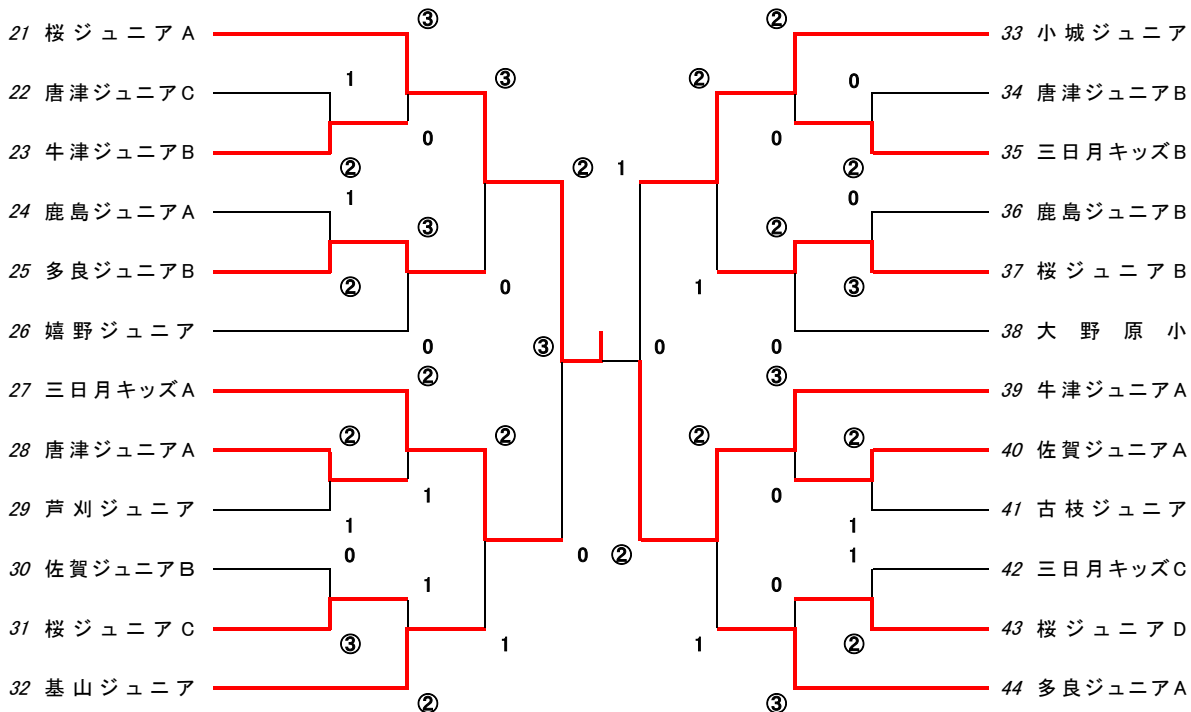 21 桜ジュニアA
③
②
33 小城ジュニア
22 唐津ジュニアC
1
③
②
0
34 唐津ジュニアB
23 牛津ジュニアB
②
0
② 1
0
②
35 三日月キッズB
24 鹿島ジュニアA
1
③
②
0
36 鹿島ジュニアB
25 多良ジュニアB
②
0
1
③
37 桜ジュニアB
26 嬉野ジュニア
0
③
0
0
38 大野原小
27 三日月キッズA
②
③
39 牛津ジュニアA
28 唐津ジュニアA
②
②
②
②
40 佐賀ジュニアA
29 芦刈ジュニア
1
1
0
1
41 古枝ジュニア
30 佐賀ジュニアB
0
1
0 ②
0
1
42 三日月キッズC
31 桜ジュニアC
③
1
1
②
43 桜ジュニアD
32 基山ジュニア
②
③
44 多良ジュニアA